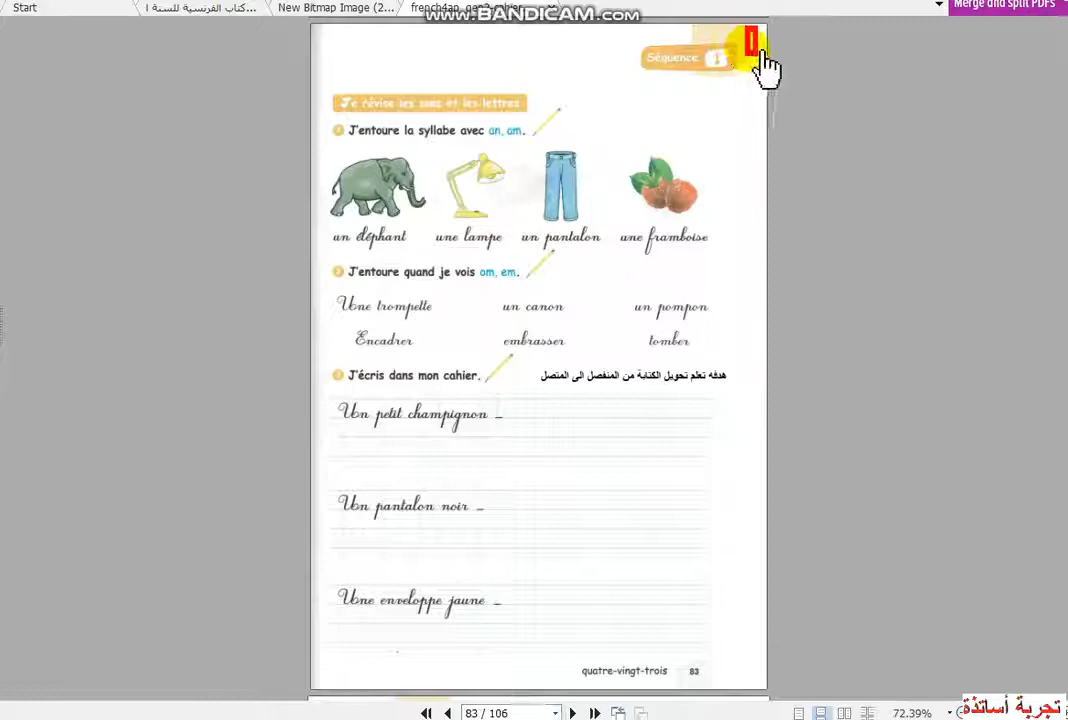 Start
كتاب الفرنسية للسنة ا...
New Bitmap Image (2...
Merge and Split PDFs
WWW.BANDICAM.COM
Séquence 1
Je révise les sons et les lettres
1 J'entoure la syllabe avec an, am.
un éléphant une lampe un pantalon une framboise
2 J'entoure quand je vois om, em.
Une trompette un canon un pompon
Encadrer embrasser tomber
3 J'écris dans mon cahier.
هدفه تعلم تحويل الكتابة من المنفصل الى المتصل
Un petit champignon _
Un pantalon noir _
Une enveloppe jaune _
quatre-vingt-trois 83
83 / 106
72.39%
تجربة أساتذة